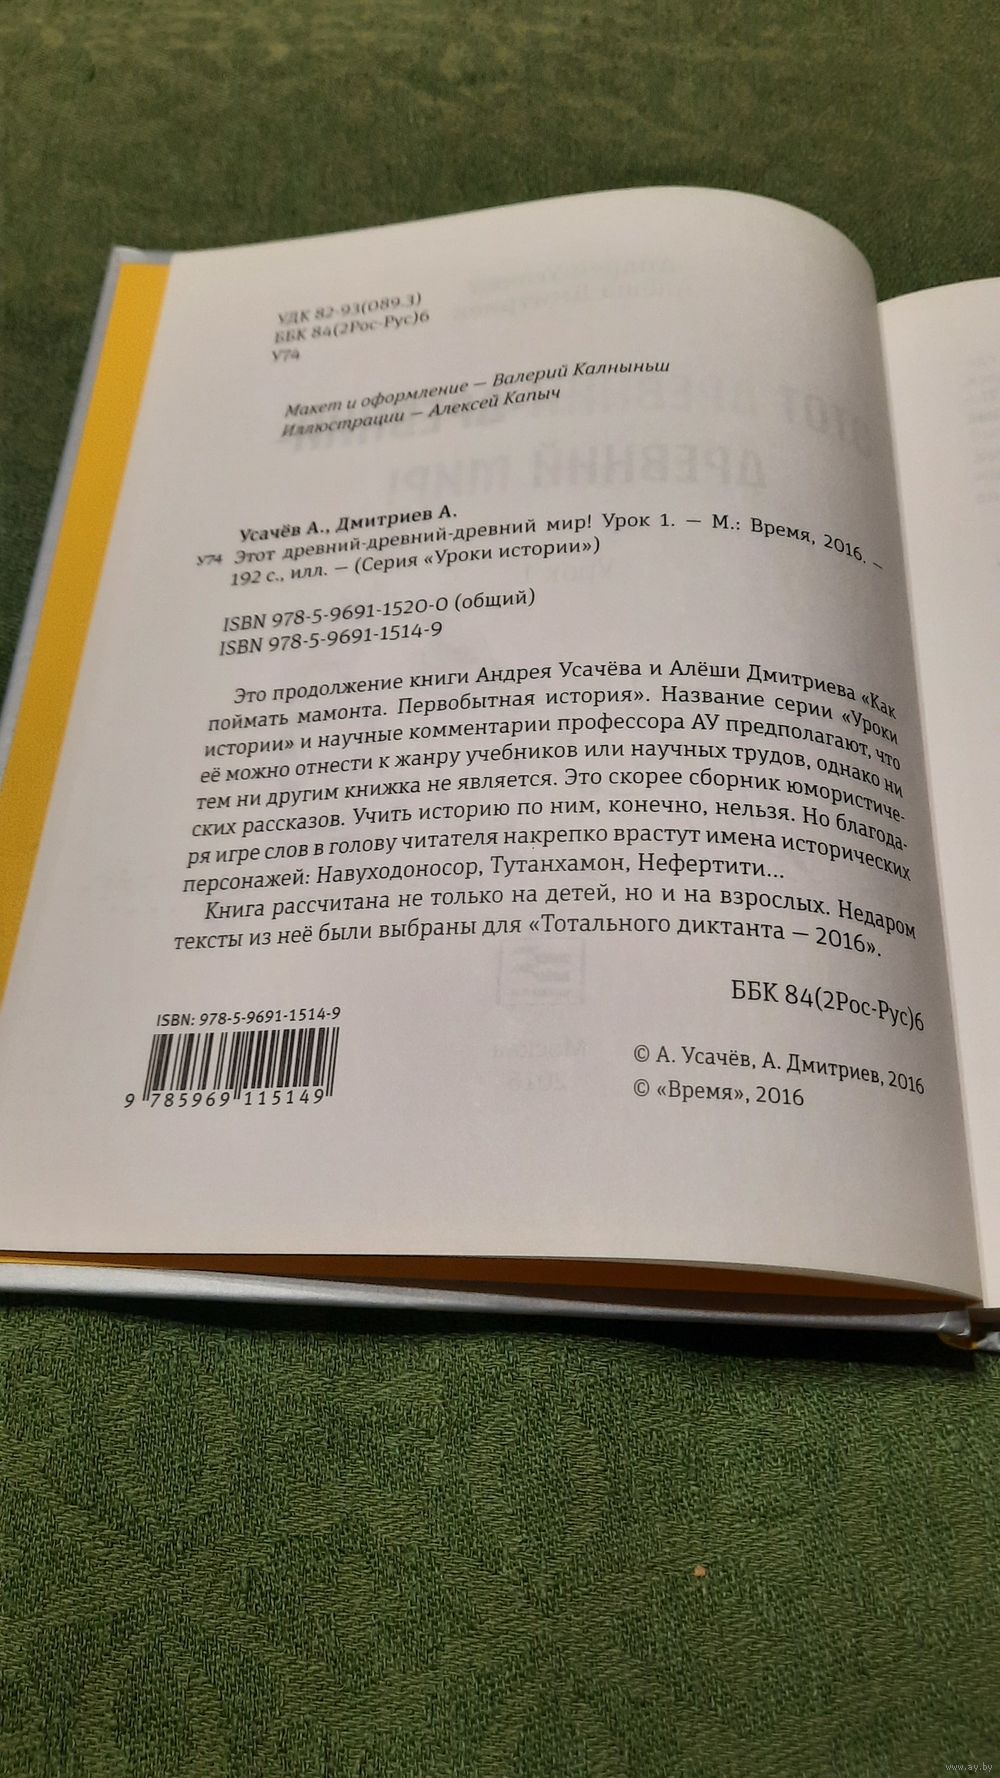 УДК 82-93(089.3)
ББК 84(2Рос-Рус)6
У74
Макет и оформление — Валерий Калныньш
Иллюстрации — Алексей Капыч
Усачёв А., Дмитриев А.
У74 Этот древний-древний-древний мир! Урок 1. — М.: Время, 2016. —
192 с., илл. — (Серия «Уроки истории»)
ISBN 978-5-9691-1520-0 (общий)
ISBN 978-5-9691-1514-9
Это продолжение книги Андрея Усачёва и Алёши Дмитриева «Как
поймать мамонта. Первобытная история». Название серии «Уроки
истории» и научные комментарии профессора АУ предполагают, что
её можно отнести к жанру учебников или научных трудов, однако ни
тем ни другим книжка не является. Это скорее сборник юмористиче-
ских рассказов. Учить историю по ним, конечно, нельзя. Но благода-
ря игре слов в голову читателя накрепко врастут имена исторических
персонажей: Навуходоносор, Тутанхамон, Нефертити...
Книга рассчитана не только на детей, но и на взрослых. Недаром
тексты из неё были выбраны для «Тотального диктанта — 2016».
ББК 84(2Рос-Рус)6
ISBN: 978-5-9691-1514-9
9 785969 115149
© А. Усачёв, А. Дмитриев, 2016
© «Время», 2016
www.ay.by